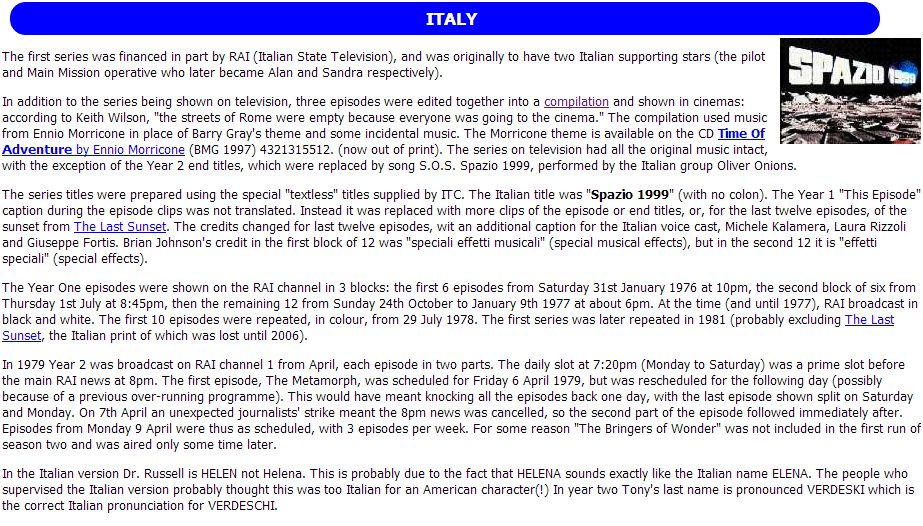 ITALY
SPAZIO 1999
The first series was financed in part by RAI (Italian State Television), and was originally to have two Italian supporting stars (the pilot
and Main Mission operative who later became Alan and Sandra respectively).
In addition to the series being shown on television, three episodes were edited together into a compilation and shown in cinemas:
according to Keith Wilson, "the streets of Rome were empty because everyone was going to the cinema." The compilation used music
from Ennio Morricone in place of Barry Gray's theme and some incidental music. The Morricone theme is available on the CD Time Of
Adventure by Ennio Morricone (BMG 1997) 4321315512. (now out of print). The series on television had all the original music intact,
with the exception of the Year 2 end titles, which were replaced by song S.O.S. Spazio 1999, performed by the Italian group Oliver Onions.
The series titles were prepared using the special "textless" titles supplied by ITC. The Italian title was "Spazio 1999" (with no colon). The Year 1 "This Episode"
caption during the episode clips was not translated. Instead it was replaced with more clips of the episode or end titles, or, for the last twelve episodes, of the
sunset from The Last Sunset. The credits changed for last twelve episodes, wit an additional caption for the Italian voice cast, Michele Kalamera, Laura Rizzoli
and Giuseppe Fortis. Brian Johnson's credit in the first block of 12 was "speciali effetti musicali" (special musical effects), but in the second 12 it is "effetti
speciali" (special effects).
The Year One episodes were shown on the RAI channel in 3 blocks: the first 6 episodes from Saturday 31st January 1976 at 10pm, the second block of six from
Thursday 1st July at 8:45pm, then the remaining 12 from Sunday 24th October to January 9th 1977 at about 6pm. At the time (and until 1977), RAI broadcast in
black and white. The first 10 episodes were repeated, in colour, from 29 July 1978. The first series was later repeated in 1981 (probably excluding The Last
Sunset, the Italian print of which was lost until 2006).
In 1979 Year 2 was broadcast on RAI channel 1 from April, each episode in two parts. The daily slot at 7:20pm (Monday to Saturday) was a prime slot before
the main RAI news at 8pm. The first episode, The Metamorph, was scheduled for Friday 6 April 1979, but was rescheduled for the following day (possibly
because of a previous over-running programme). This would have meant knocking all the episodes back one day, with the last episode shown split on Saturday
and Monday. On 7th April an unexpected journalists' strike meant the 8pm news was cancelled, so the second part of the episode followed immediately after.
Episodes from Monday 9 April were thus as scheduled, with 3 episodes per week. For some reason "The Bringers of Wonder" was not included in the first run of
season two and was aired only some time later.
In the Italian version Dr. Russell is HELEN not Helena. This is probably due to the fact that HELENA sounds exactly like the Italian name ELENA. The people who
supervised the Italian version probably thought this was too Italian for an American character(!) In year two Tony's last name is pronounced VERDESKI which is
the correct Italian pronunciation for VERDESCHI.